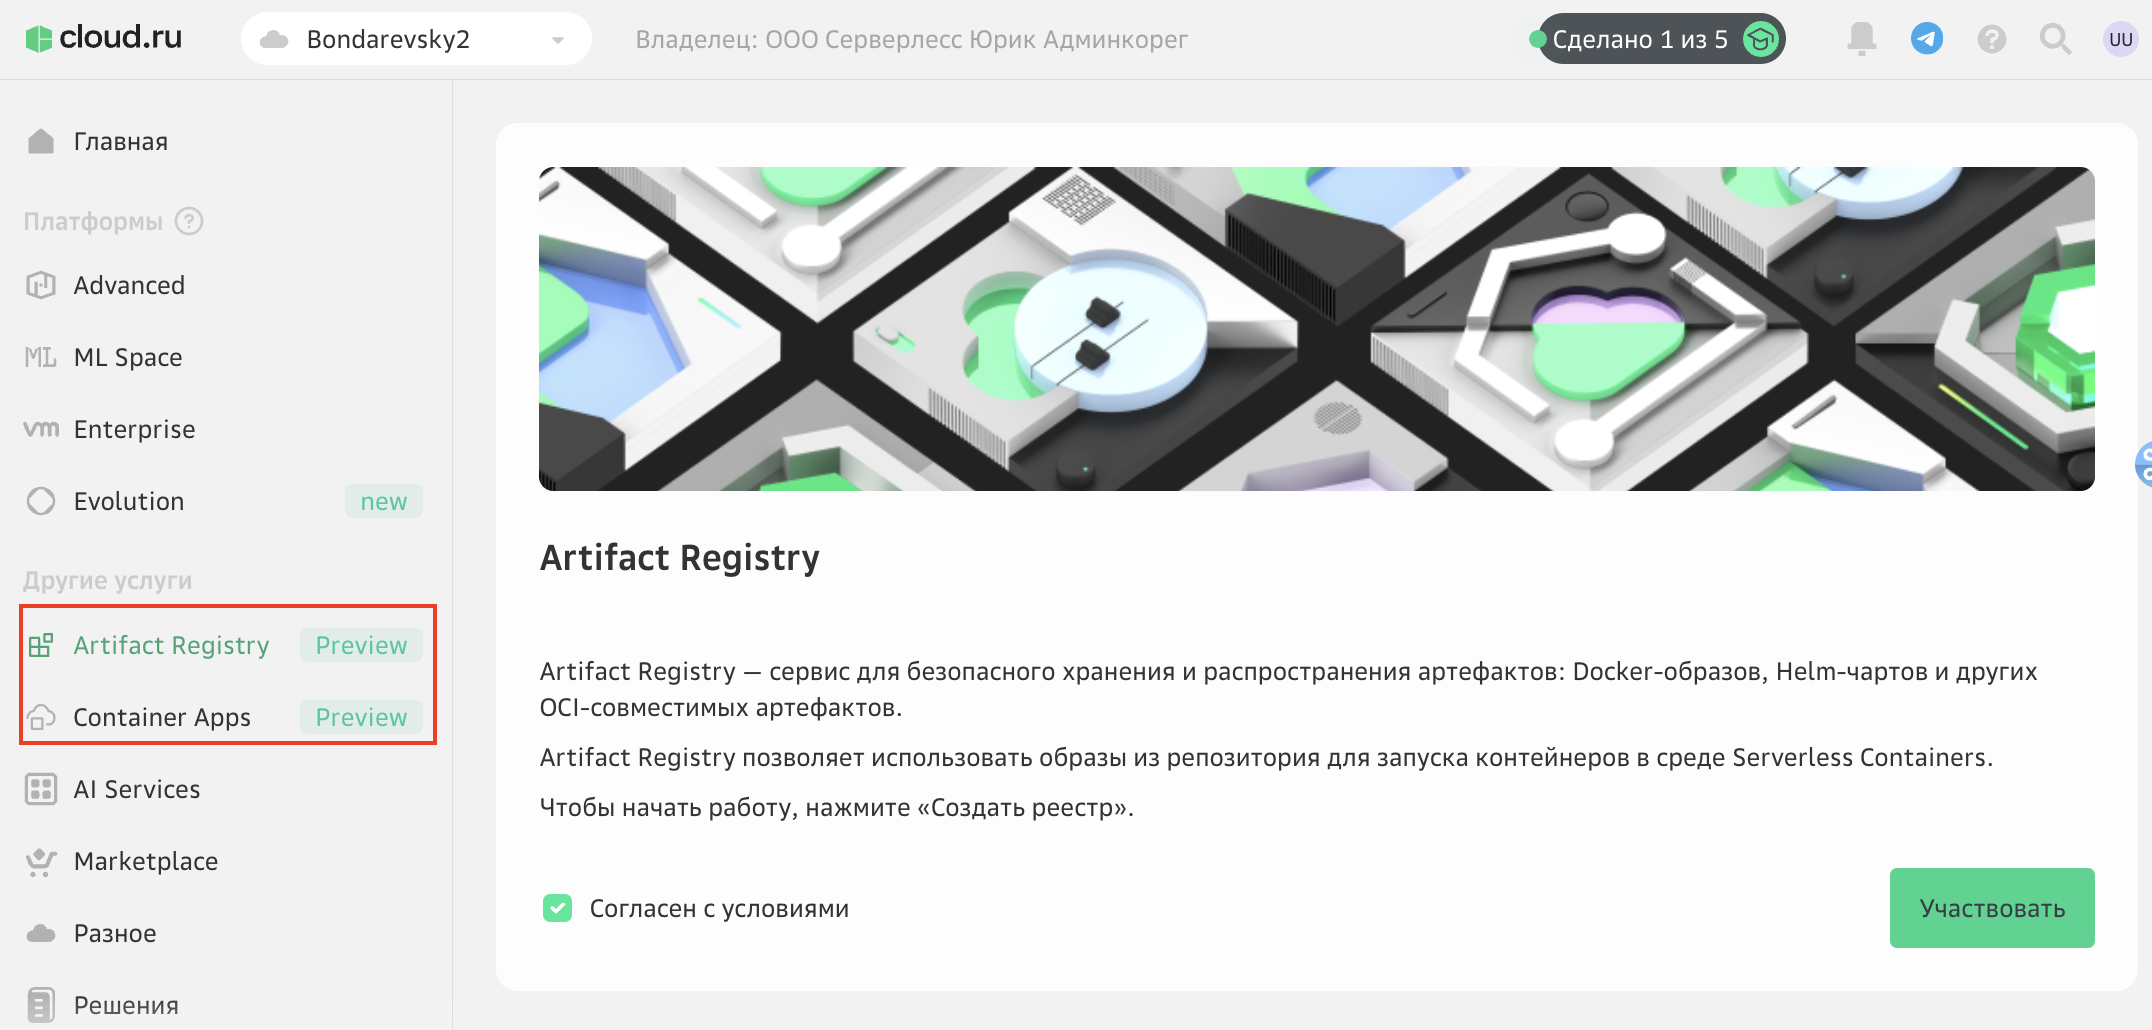 cloud.ru
Bondarevsky2
Владелец: ООО Серверлесс Юрик Админкорег
Сделано 1 из 5
UU
Главная
Платформы
Advanced
ML Space
Enterprise
Evolution new
Другие услуги
Artifact Registry Preview
Container Apps Preview
AI Services
Marketplace
Разное
Решения
Artifact Registry
Artifact Registry — сервис для безопасного хранения и распространения артефактов: Docker-образов, Helm-чартов и других
OCI-совместимых артефактов.
Artifact Registry позволяет использовать образы из репозитория для запуска контейнеров в среде Serverless Containers.
Чтобы начать работу, нажмите «Создать реестр».
Согласен с условиями
Участвовать